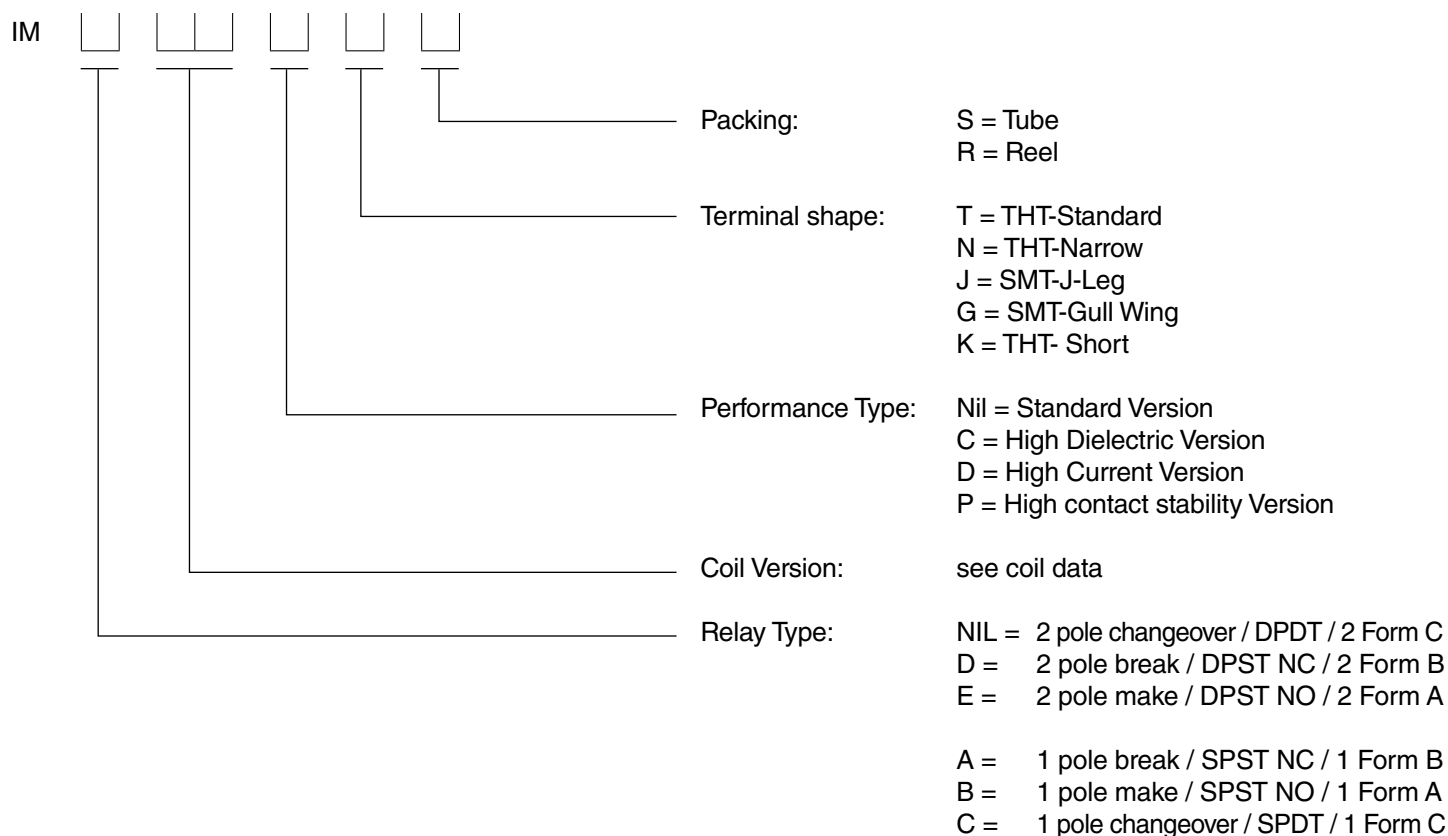 IM
Packing: S = Tube
R = Reel
Terminal shape: T = THT-Standard
N = THT-Narrow
J = SMT-J-Leg
G = SMT-Gull Wing
K = THT- Short
Performance Type: Nil = Standard Version
C = High Dielectric Version
D = High Current Version
P = High contact stability Version
Coil Version: see coil data
Relay Type: NIL = 2 pole changeover / DPDT / 2 Form C
D = 2 pole break / DPST NC / 2 Form B
E = 2 pole make / DPST NO / 2 Form A
A = 1 pole break / SPST NC / 1 Form B
B = 1 pole make / SPST NO / 1 Form A
C = 1 pole changeover / SPDT / 1 Form C